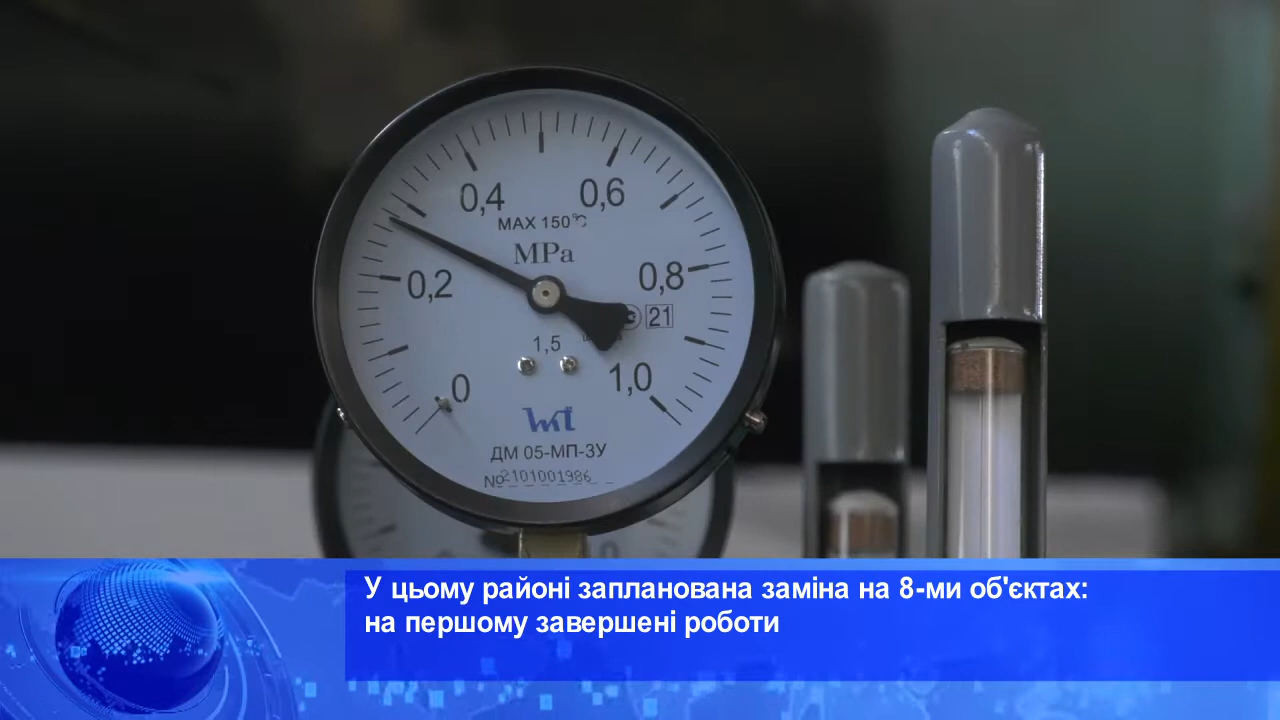 0,4 0,6
MAX 150°C
MPa
0,2 0,8
21
1,5
0 1,0
ДМ 05-МП-3У
№2101001986
У цьому районі запланована заміна на 8-ми об'єктах:
на першому завершені роботи